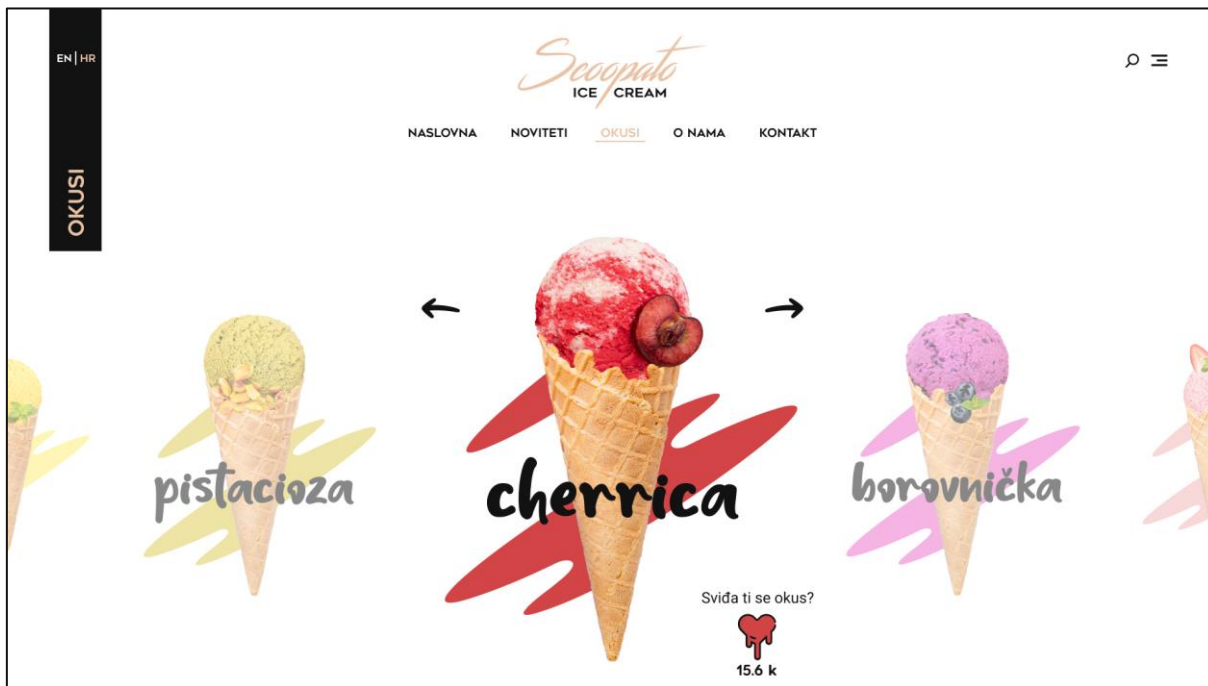 EN|HR
OKUSI
Scoopato
ICE CREAM
NASLOVNA NOVITETI OKUSI O NAMA KONTAKT
pistacioza
cherrica
borovnička
Sviđa ti se okus?
15.6 k